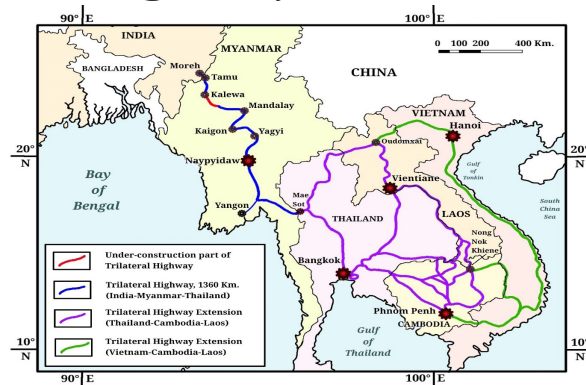 90°
100°
0 100 200 400 Km.
E
E
INDIA
MYANMAR
BANGLADESH
Moreh
Tamu
CHINA
Kalewa
Mandalay
VIETNAM
Kaigon
Yagyi
Hanoi
Oudomxai
20°
N
20°
N
Naypyidaw
Gulf
of
Tonkin
Bay
of
Bengal
Vientiane
Mae
Sot
South
China
Sea
Yangon
THAILAND
LAOS
Nong
Nok
Khiene
Bangkok
Under-construction part of
Trilateral Highway
Trilateral Highway, 1360 Km.
(India-Myanmar-Thailand)
Trilateral Highway Extension
(Thailand-Cambodia-Laos)
Trilateral Highway Extension
(Vietnam-Cambodia-Laos)
Phnom Penh
CAMBODIA
Gulf
of
Thailand
10°
N
10°
N
90°
E
100°
E